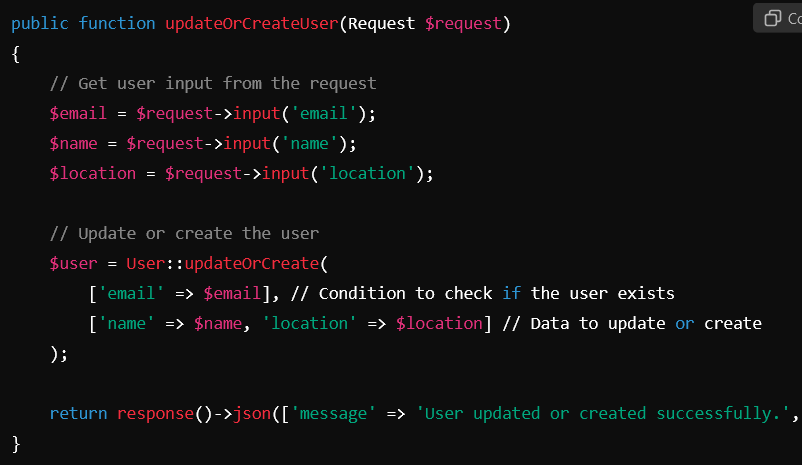 public function updateOrCreateUser(Request $request)
{
    // Get user input from the request
    $email = $request->input('email');
    $name = $request->input('name');
    $location = $request->input('location');

    // Update or create the user
    $user = User::updateOrCreate(
        ['email' => $email], // Condition to check if the user exists
        ['name' => $name, 'location' => $location] // Data to update or create
    );

    return response()->json(['message' => 'User updated or created successfully.',
}